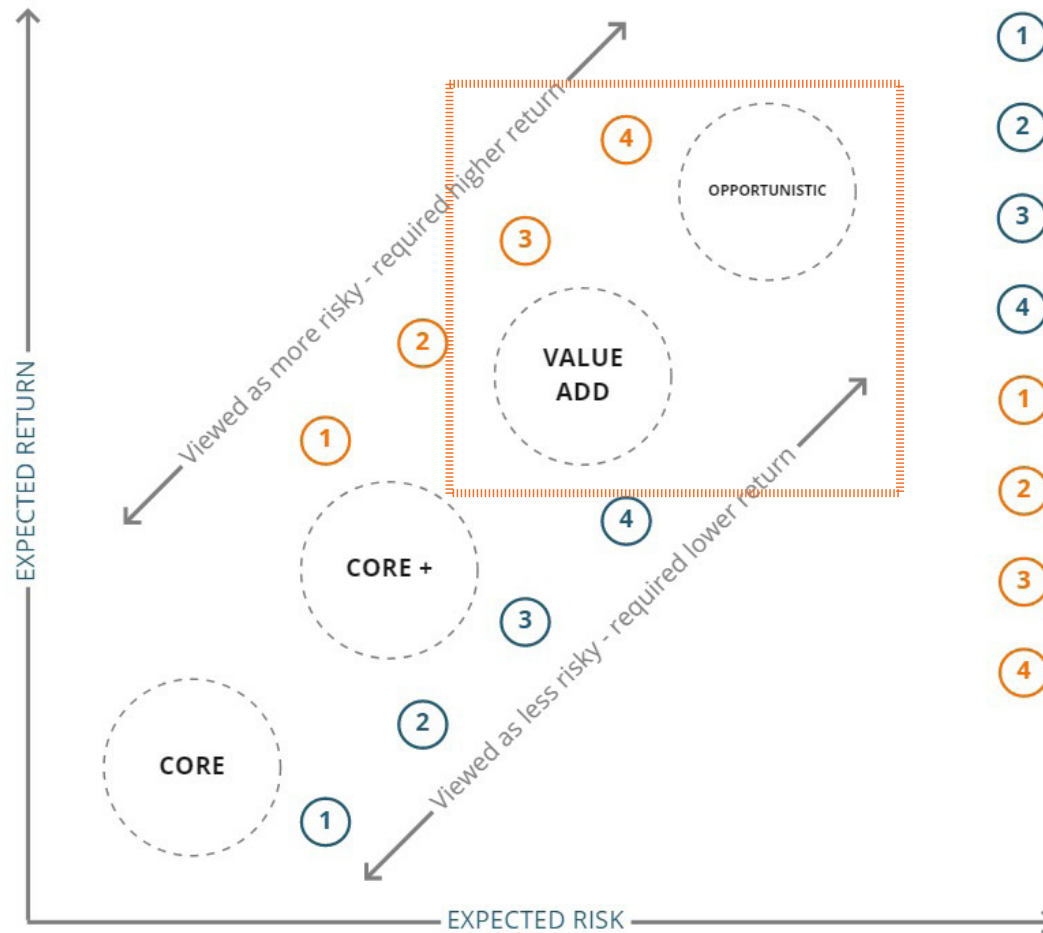 Viewed as more risky - required higher return
4
OPPORTUNISTIC
3
2
VALUE
ADD
1
CORE +
4
3
2
CORE
1
Viewed as less risky - required lower return
EXPECTED RETURN
EXPECTED RISK
1
2
3
4
1
2
3
4